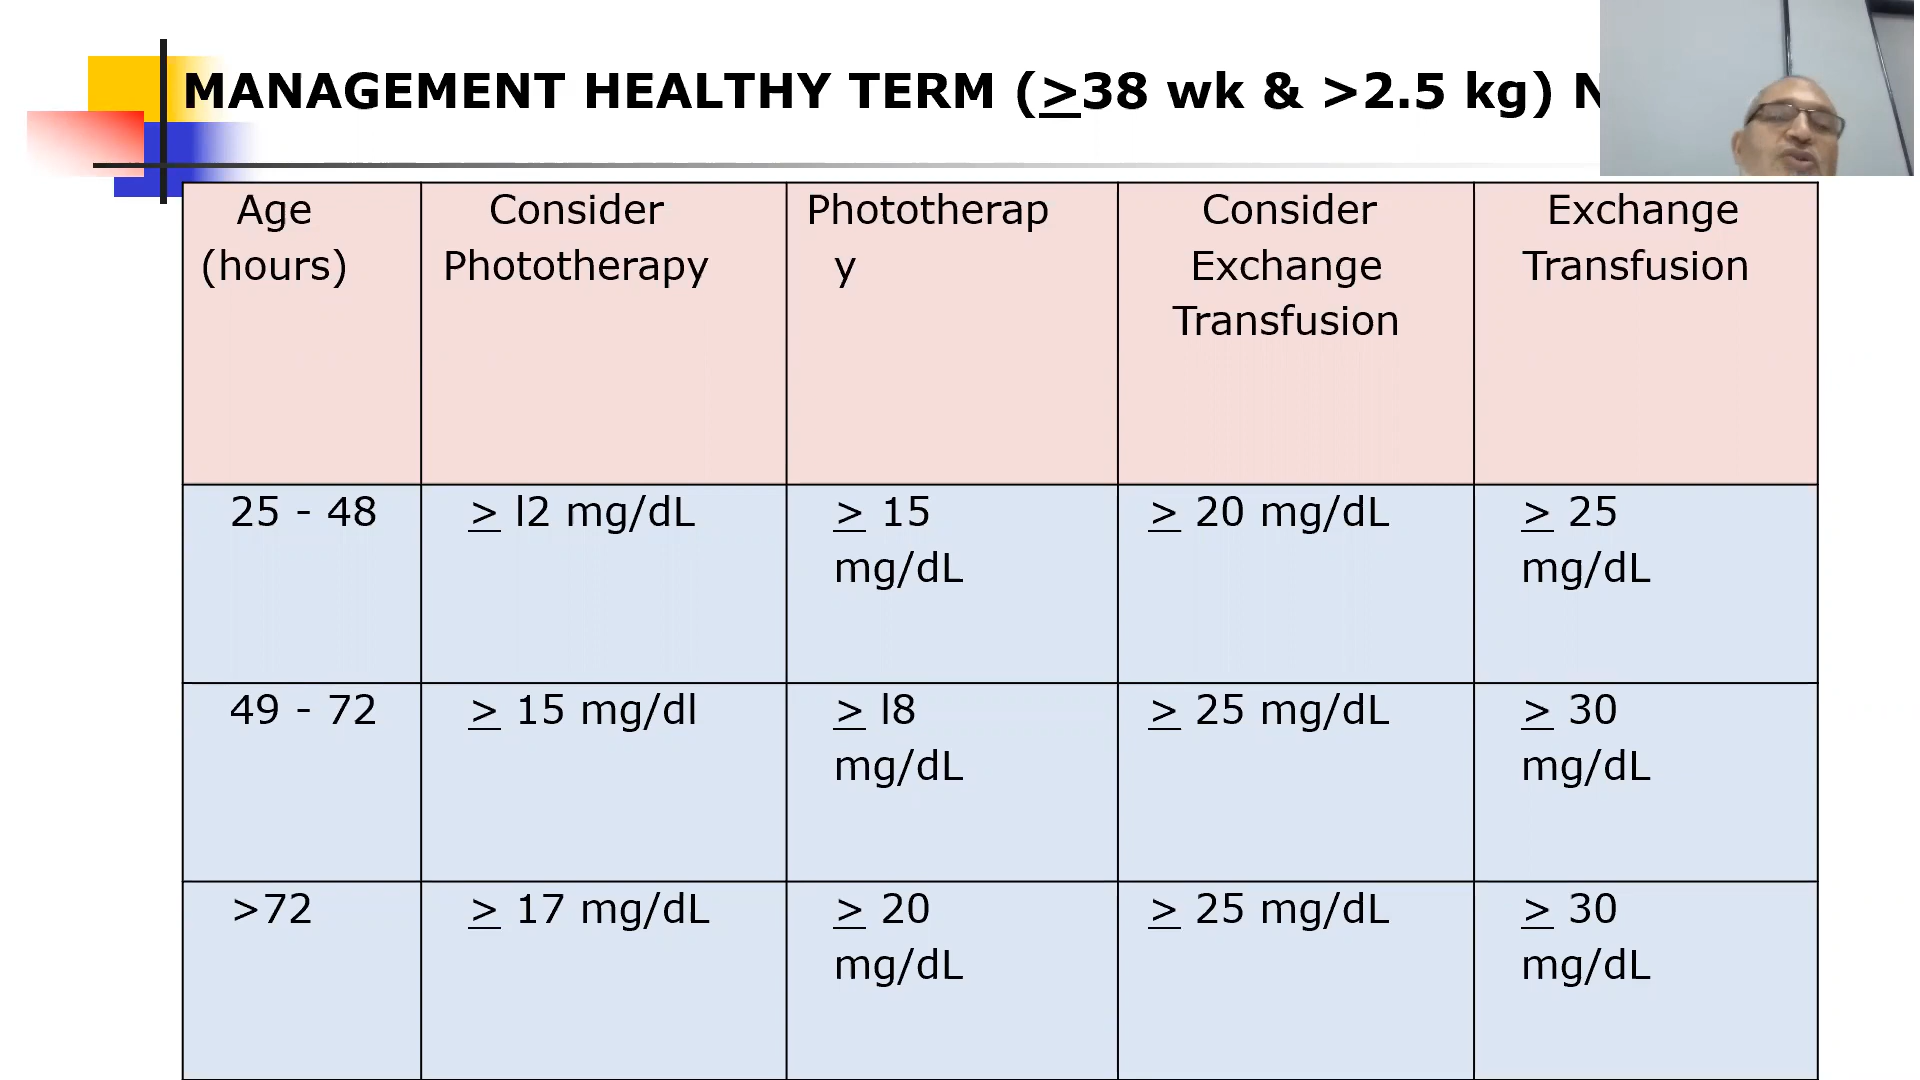 MANAGEMENT HEALTHY TERM (≥38 wk & >2.5 kg)
Age (hours)
Consider Phototherapy
Phototherap
y
Consider Exchange Transfusion
Exchange Transfusion
25 - 48
≥ l2 mg/dL
≥ 15 mg/dL
≥ 20 mg/dL
≥ 25 mg/dL
49 - 72
≥ 15 mg/dl
≥ l8 mg/dL
≥ 25 mg/dL
≥ 30 mg/dL
>72
≥ 17 mg/dL
≥ 20 mg/dL
≥ 25 mg/dL
≥ 30 mg/dL